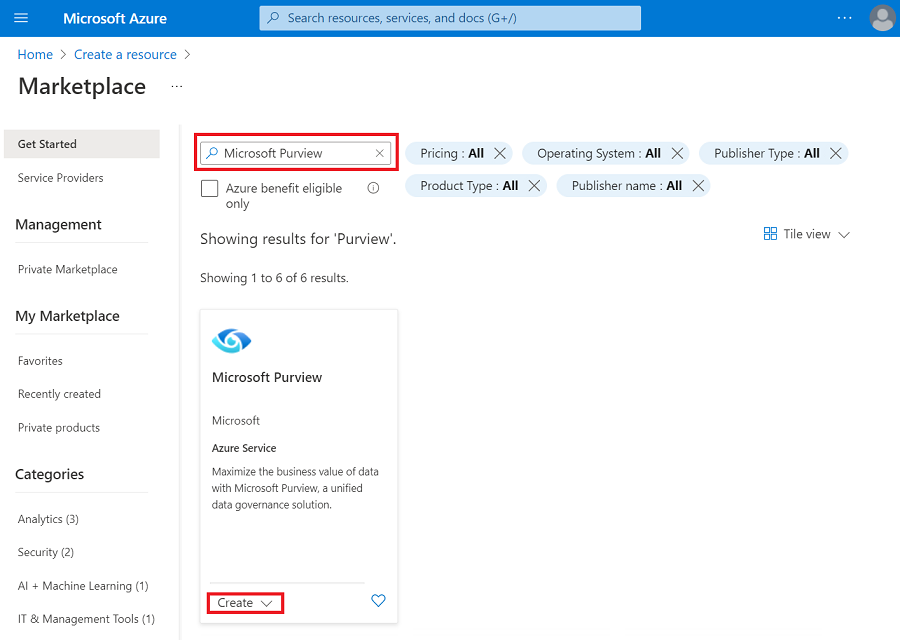 Microsoft Azure
Search resources, services, and docs (G+/)
...
Home > Create a resource >
Marketplace ...
Get Started
Service Providers
Management
Private Marketplace
My Marketplace
Favorites
Recently created
Private products
Categories
Analytics (3)
Security (2)
AI + Machine Learning (1)
IT & Management Tools (1)
Microsoft Purview
Pricing : All
Operating System : All
Publisher Type : All
Azure benefit eligible
only
Product Type : All
Publisher name : All
Showing results for 'Purview'.
Tile view
Showing 1 to 6 of 6 results.
Microsoft Purview
Microsoft
Azure Service
Maximize the business value of data
with Microsoft Purview, a unified
data governance solution.
Create